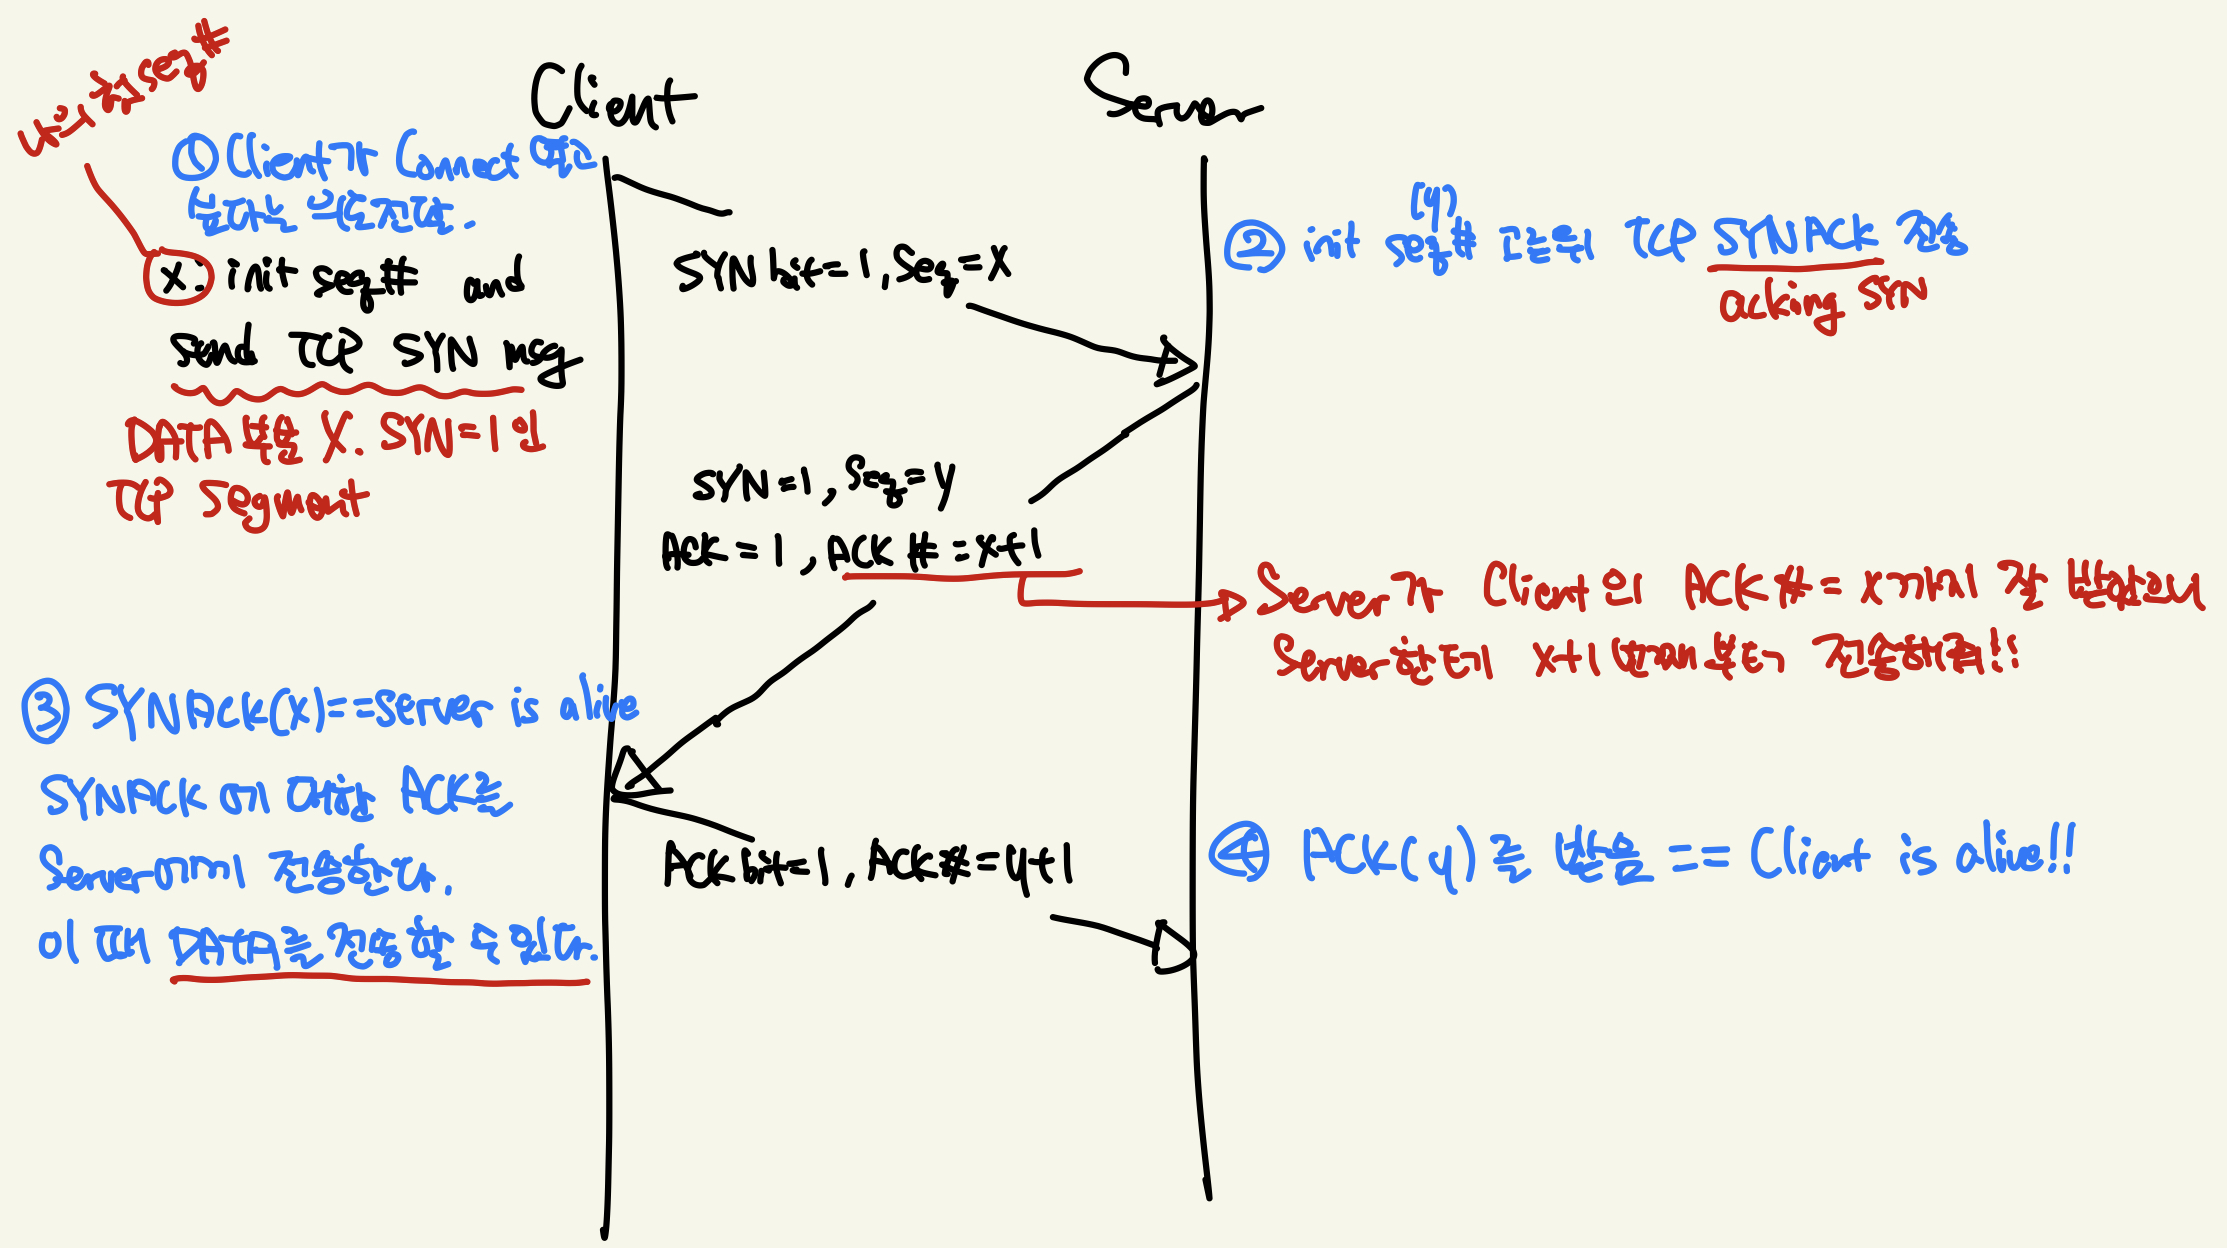 나의 첫 seq #
Client
Server
① Client가 Connect 맺고
싶다는 의도전달.
x: init seq# and
send TCP SYN msg
DATA 부분 X. SYN=1인
TCP Segment
SYN bit=1, Seq=X
(y)
② init seq# 고른뒤 TCP SYNACK 전송
acking SYN
SYN=1, Seq=y
ACK=1, ACK#=x+1
Server가 Client의 ACK#=x까지 잘 받았으니
Server한테 x+1번째부터 전송해줘!!
③ SYNACK(X)==Server is alive
SYNACK에 대한 ACK를
Server에게 전송한다.
이 때 DATA를 전송할 수 있다.
ACK bit=1, ACK#=y+1
④ ACK(y)를 받음 == Client is alive!!